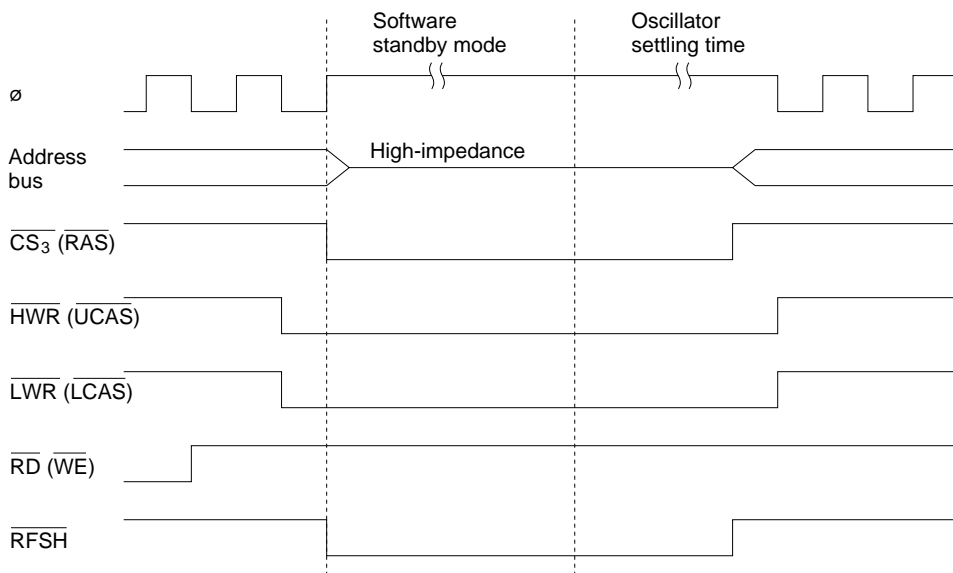 Software
standby mode
Oscillator
settling time
ø
Address
bus
High-impedance
CS3 (RAS)
HWR (UCAS)
LWR (LCAS)
RD (WE)
RFSH